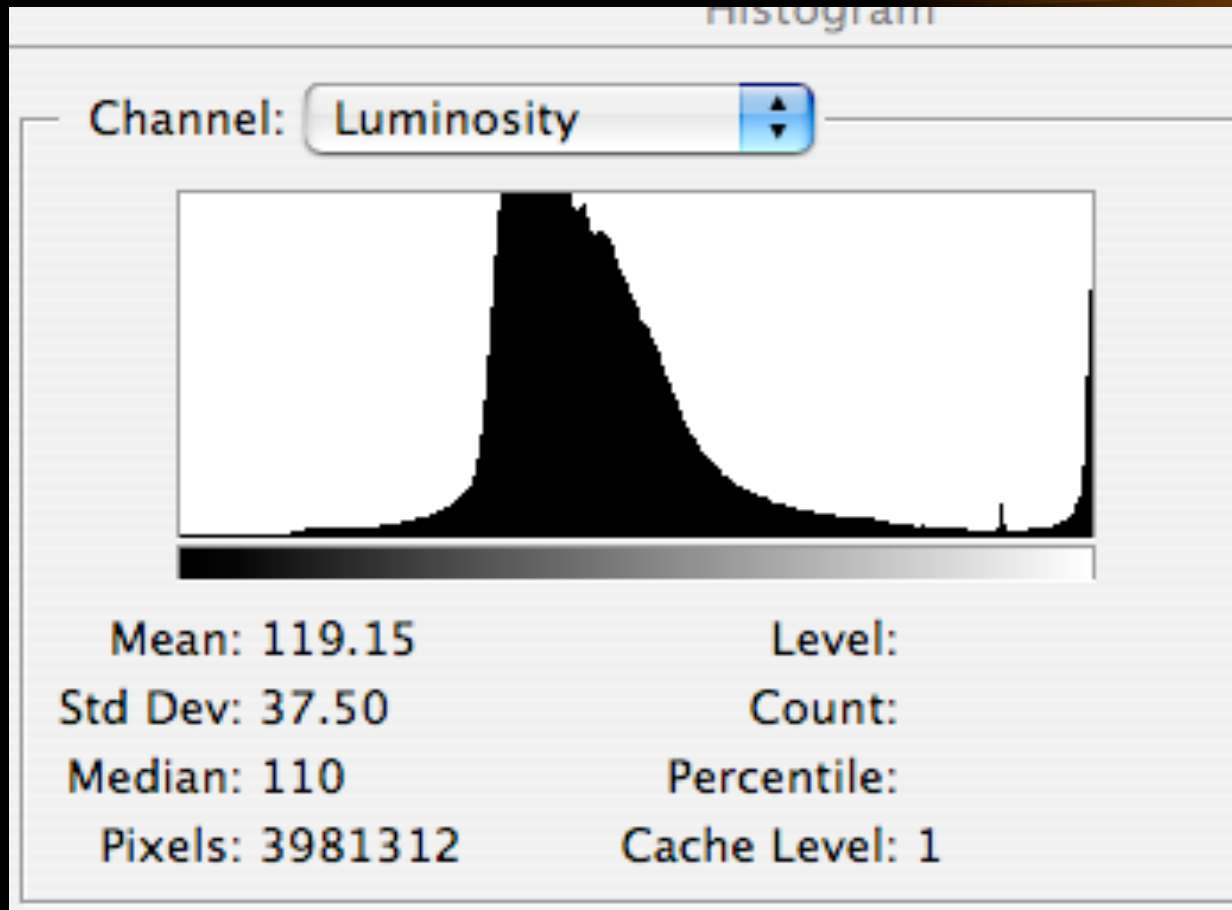 Histogram
Channel: Luminosity
Mean: 119.15 Level:
Std Dev: 37.50 Count:
Median: 110 Percentile:
Pixels: 3981312 Cache Level: 1